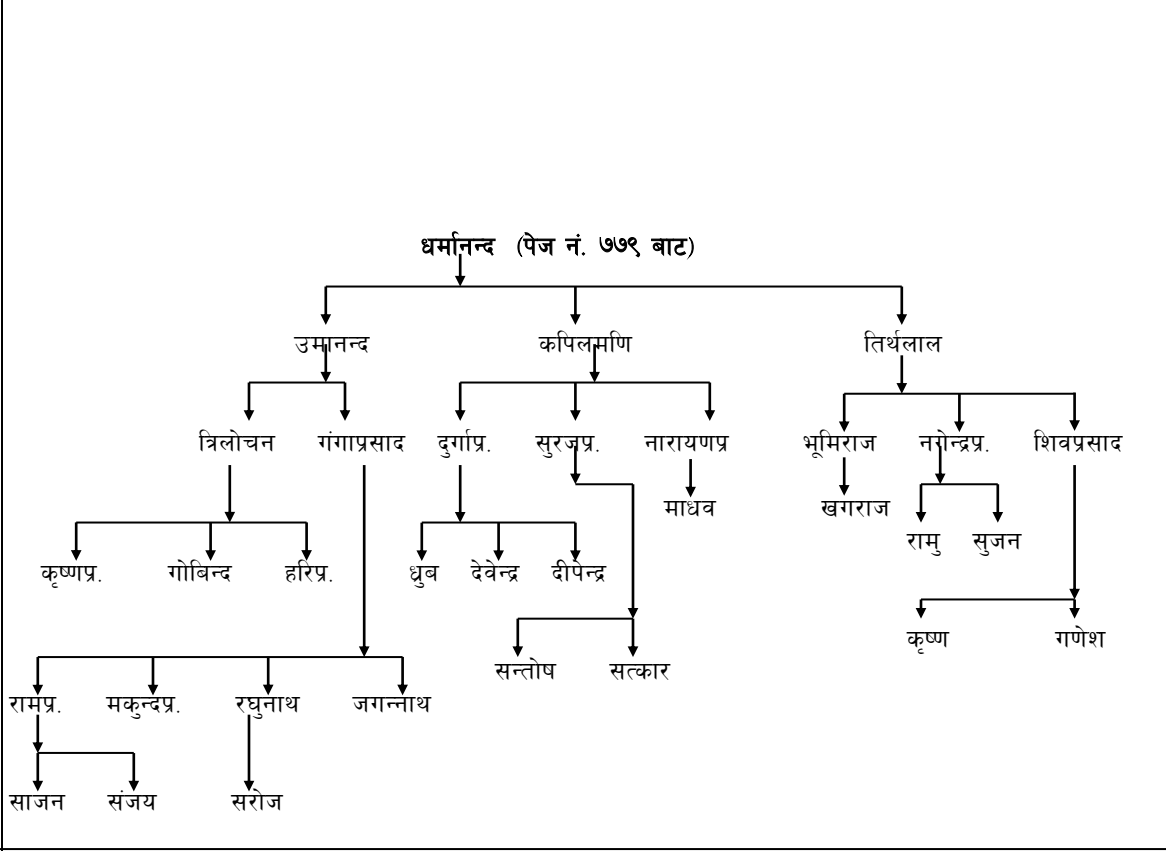 धर्मानन्द (पेज नं. ७७९ बाट)
उमानन्द कपिलमणि तिर्थलाल
त्रिलोचन गंगाप्रसाद दुर्गाप्र. सुरजप्र. नारायणप्र भूमिराज नगेन्द्रप्र. शिवप्रसाद
माधव खगराज
रामु सुजन
कृष्णप्र. गोबिन्द हरिप्र. ध्रुब देवेन्द्र दीपेन्द्र
कृष्ण गणेश
सन्तोष सत्कार
रामप्र. मकुन्दप्र. रघुनाथ जगन्नाथ
साजन संजय सरोज